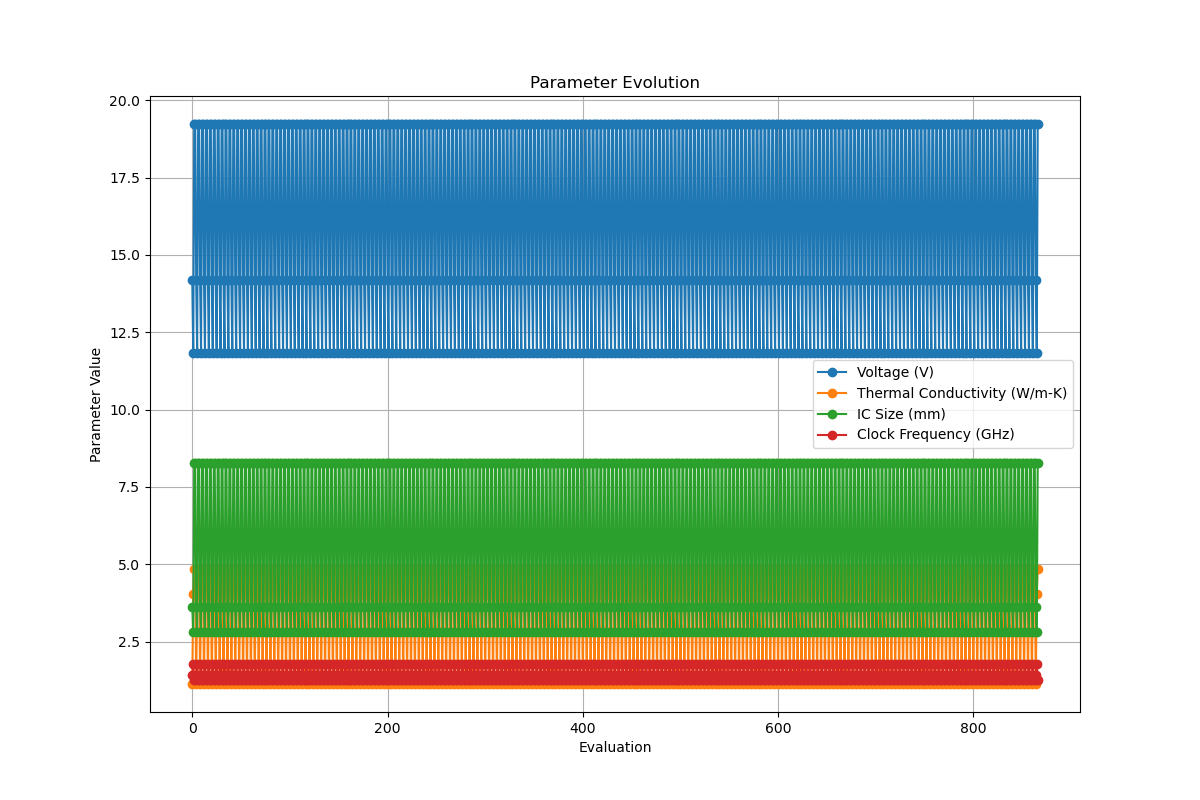 Parameter Evolution
20.0
17.5
15.0
12.5
10.0
7.5
5.0
2.5
Parameter Value
Voltage (V)
Thermal Conductivity (W/m-K)
IC Size (mm)
Clock Frequency (GHz)
0 200 400 600 800
Evaluation